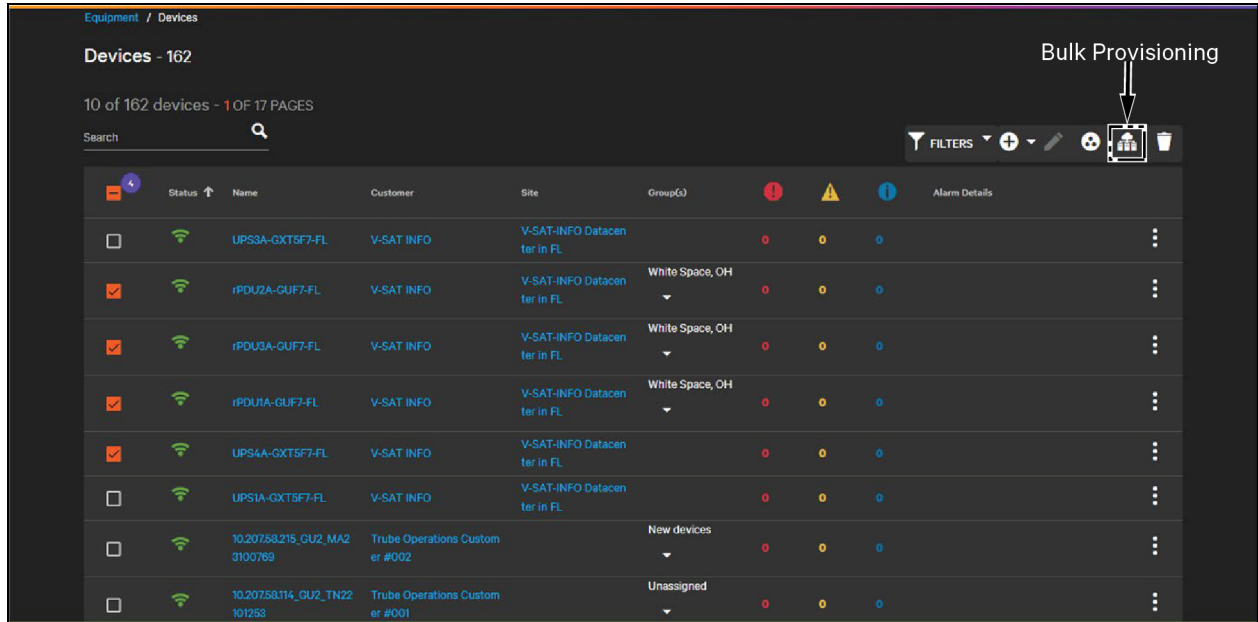 Equipment / Devices
Devices - 162
Bulk Provisioning
10 of 162 devices - 1 OF 17 PAGES
Search
FILTERS
4
Status Name Customer Site Group(s) Alarm Details
UPS3A-GXT5F7-FL V-SAT INFO V-SAT-INFO Datacen
ter in FL
0 0 0
rPDU2A-GUF7-FL V-SAT INFO V-SAT-INFO Datacen
ter in FL
White Space, OH
0 0 0
rPDU3A-GUF7-FL V-SAT INFO V-SAT-INFO Datacen
ter in FL
White Space, OH
0 0 0
rPDU1A-GUF7-FL V-SAT INFO V-SAT-INFO Datacen
ter in FL
White Space, OH
0 0 0
UPS4A-GXT5F7-FL V-SAT INFO V-SAT-INFO Datacen
ter in FL
0 0 0
UPS1A-GXT5F7-FL V-SAT INFO V-SAT-INFO Datacen
ter in FL
0 0 0
10.207.58.215_GU2_MA2
3100769
Trube Operations Custom
er #002
New devices
0 0 0
10.207.58.114_GU2_TN22
101253
Trube Operations Custom
er #001
Unassigned
0 0 0